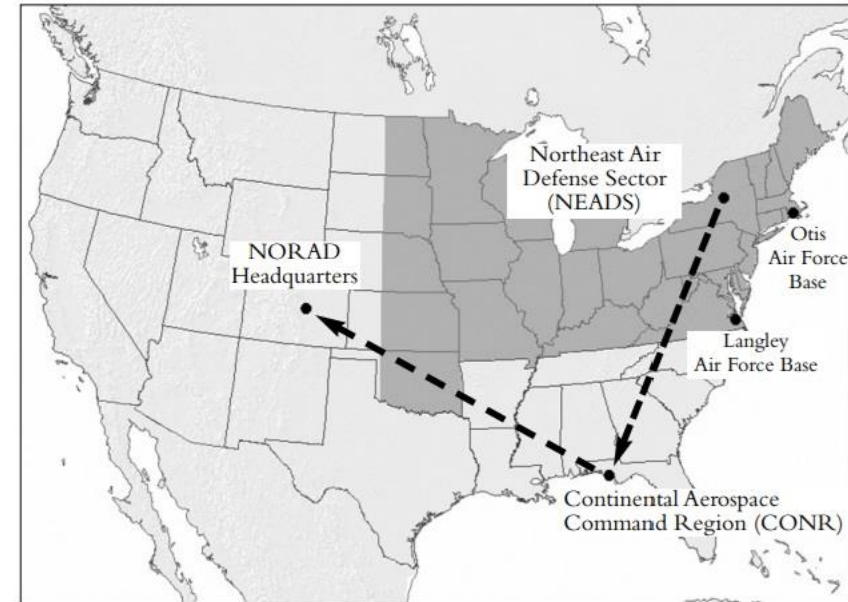 Northeast Air
Defense Sector
(NEADS)
NORAD
Headquarters
Otis
Air Force
Base
Langley
Air Force Base
Continental Aerospace
Command Region (CONR)